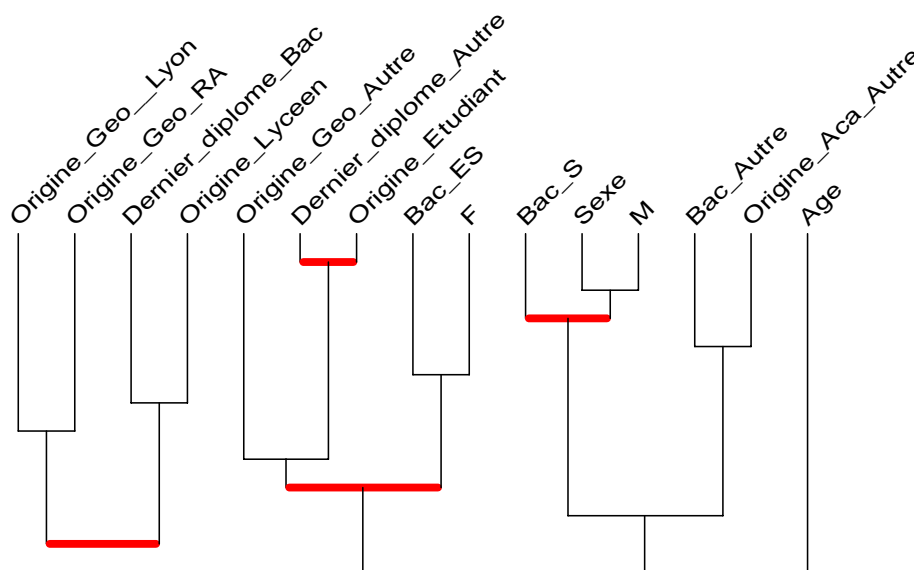 Origine_Geo__Lyon
Origine_Geo_RA
Dernier_diplome_Bac
Origine_Lyceen
Origine_Geo_Autre
Dernier_diplome_Autre
Origine_Etudiant
Bac_ES
F
Bac_S
Sexe
M
Bac_Autre
Origine_Aca_Autre
Age